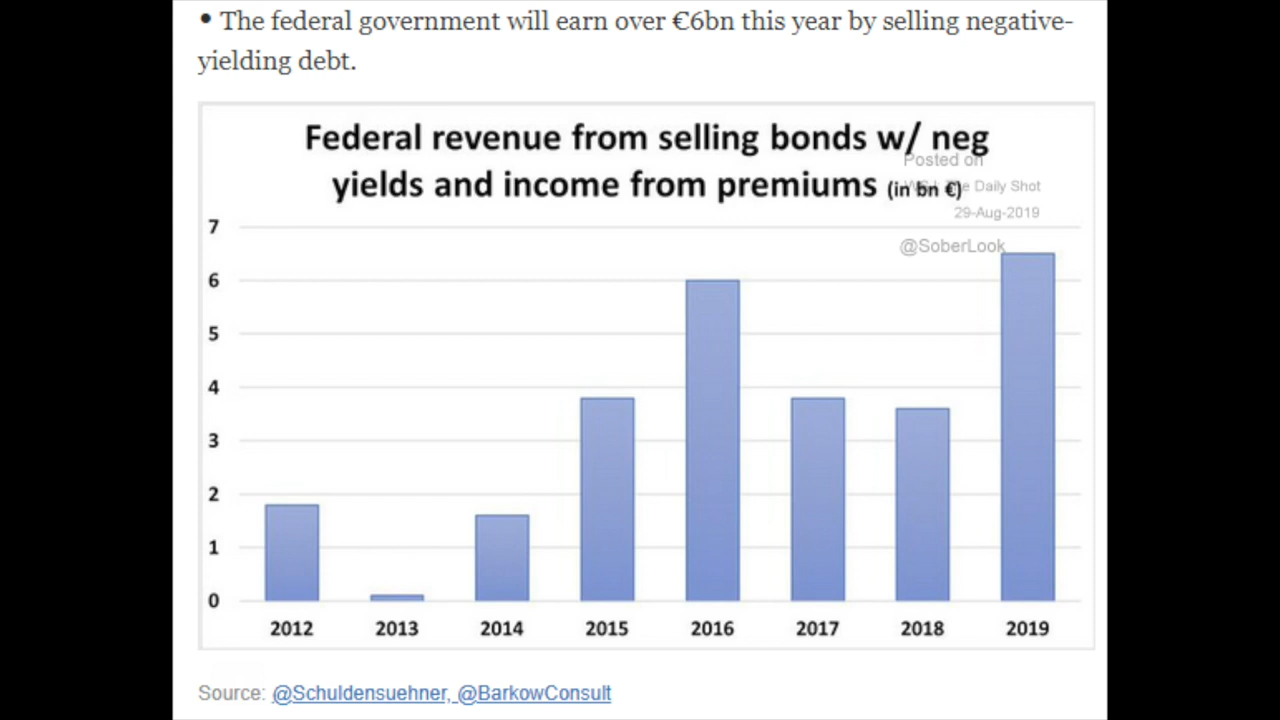 • The federal government will earn over €6bn this year by selling negative-
yielding debt.
Federal revenue from selling bonds w/ neg
yields and income from premiums (in bn €)
Posted on
WSJ The Daily Shot
29-Aug-2019
@SoberLook
7
6
5
4
3
2
1
0
2012 2013 2014 2015 2016 2017 2018 2019
Source: @Schuldensuehner, @BarkowConsult